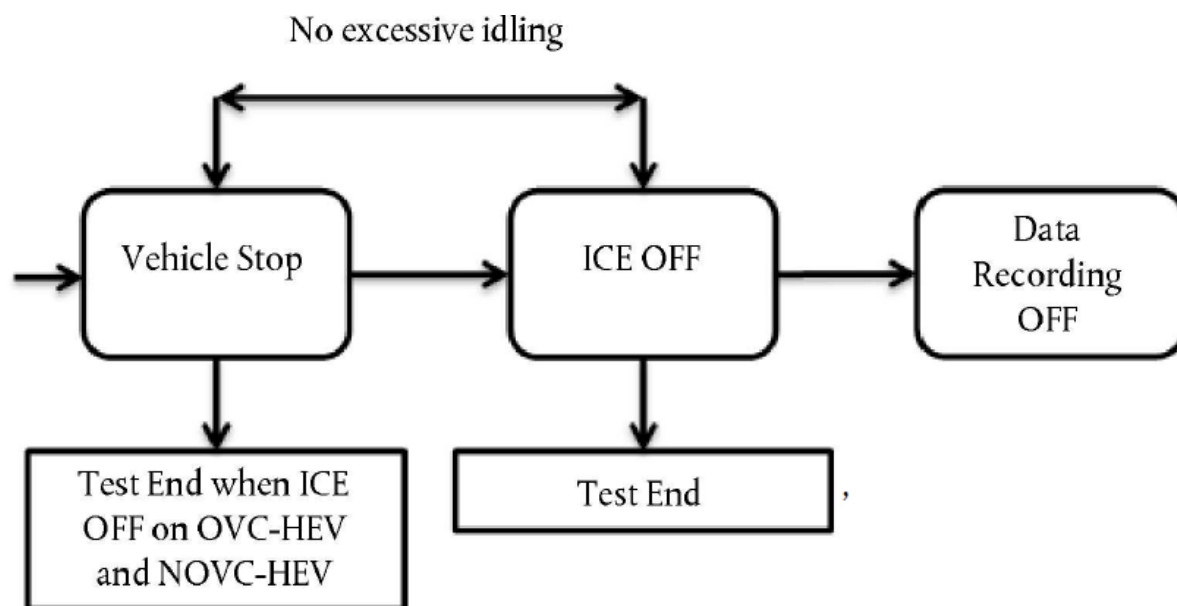 No excessive idling
Vehicle Stop
ICE OFF
Data
Recording
OFF
Test End when ICE
OFF on OVC-HEV
and NOVC-HEV
Test End
,